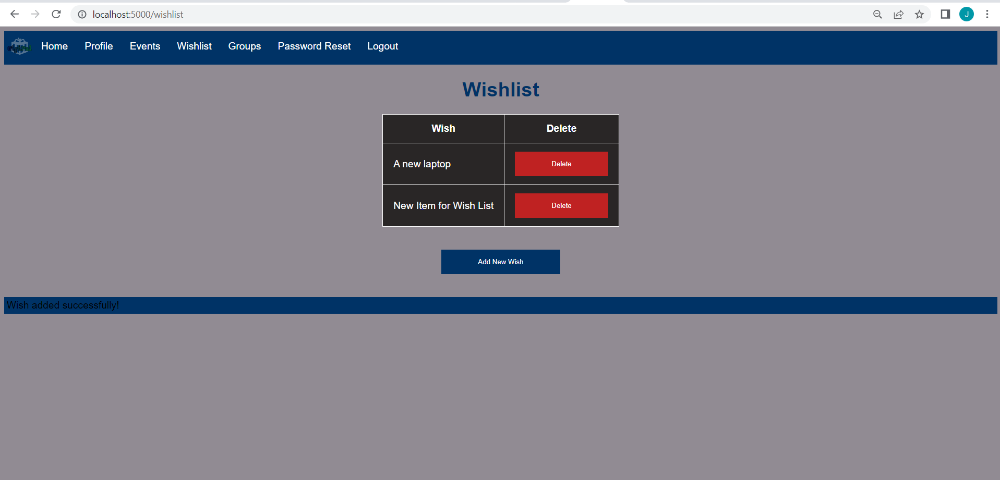 localhost:5000/wishlist
J
Home Profile Events Wishlist Groups Password Reset Logout
Wishlist
Wish Delete
A new laptop Delete
New Item for Wish List Delete
Add New Wish
Wish added successfully!